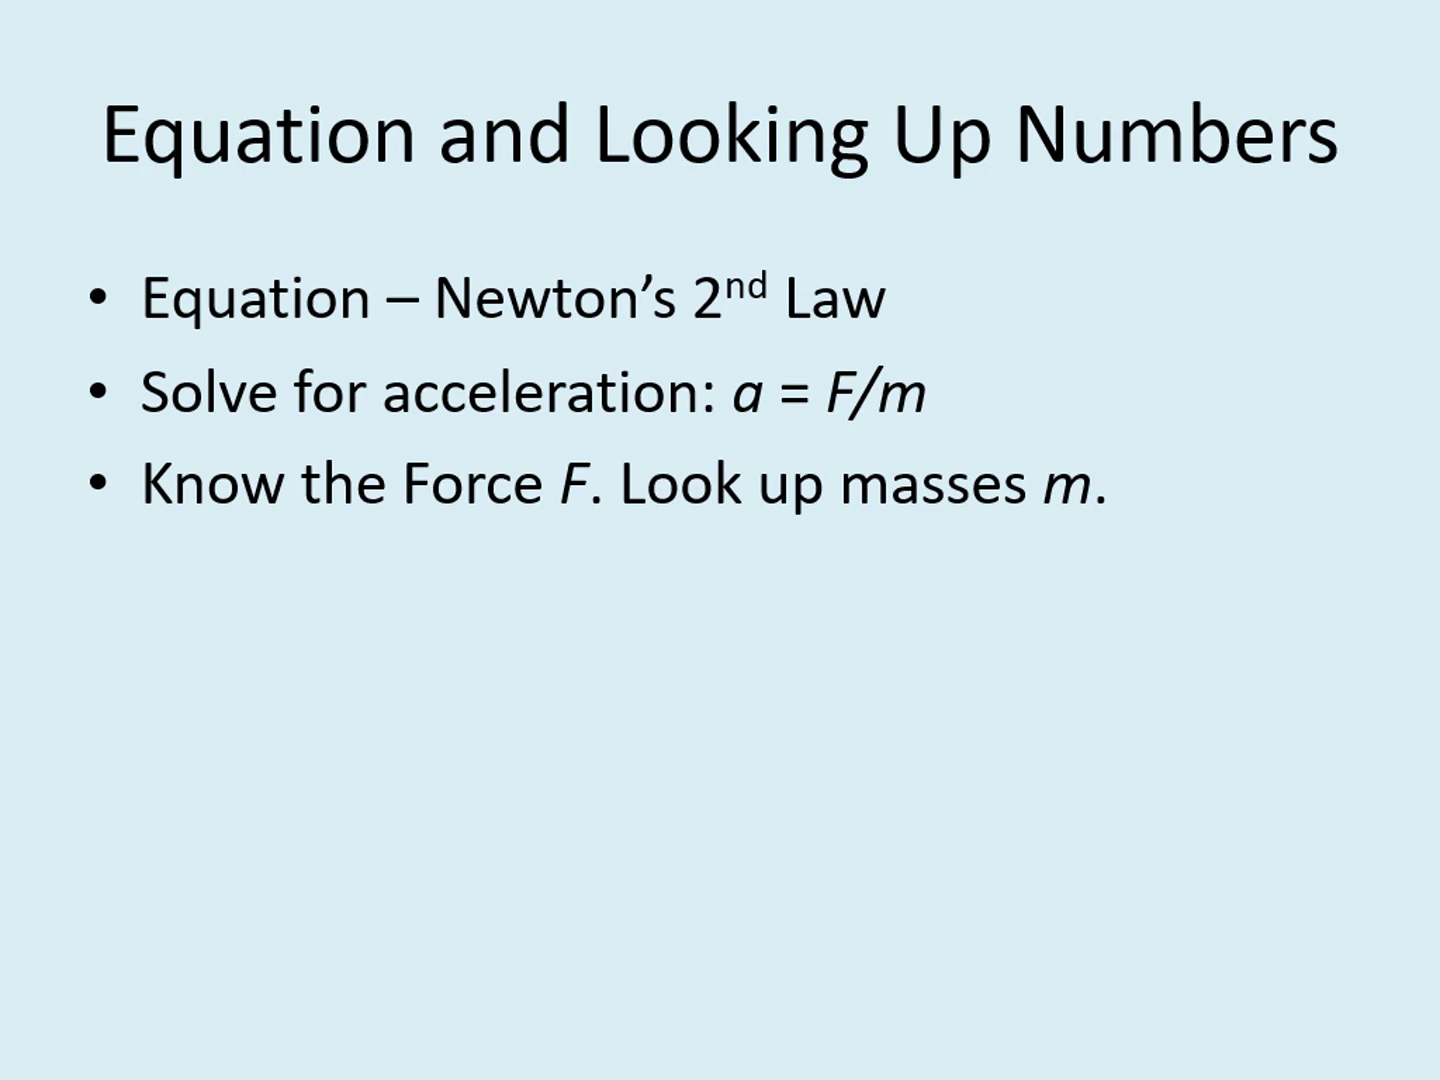 Equation and Looking Up Numbers
• Equation – Newton’s 2nd Law
• Solve for acceleration: a = F/m
• Know the Force F. Look up masses m.